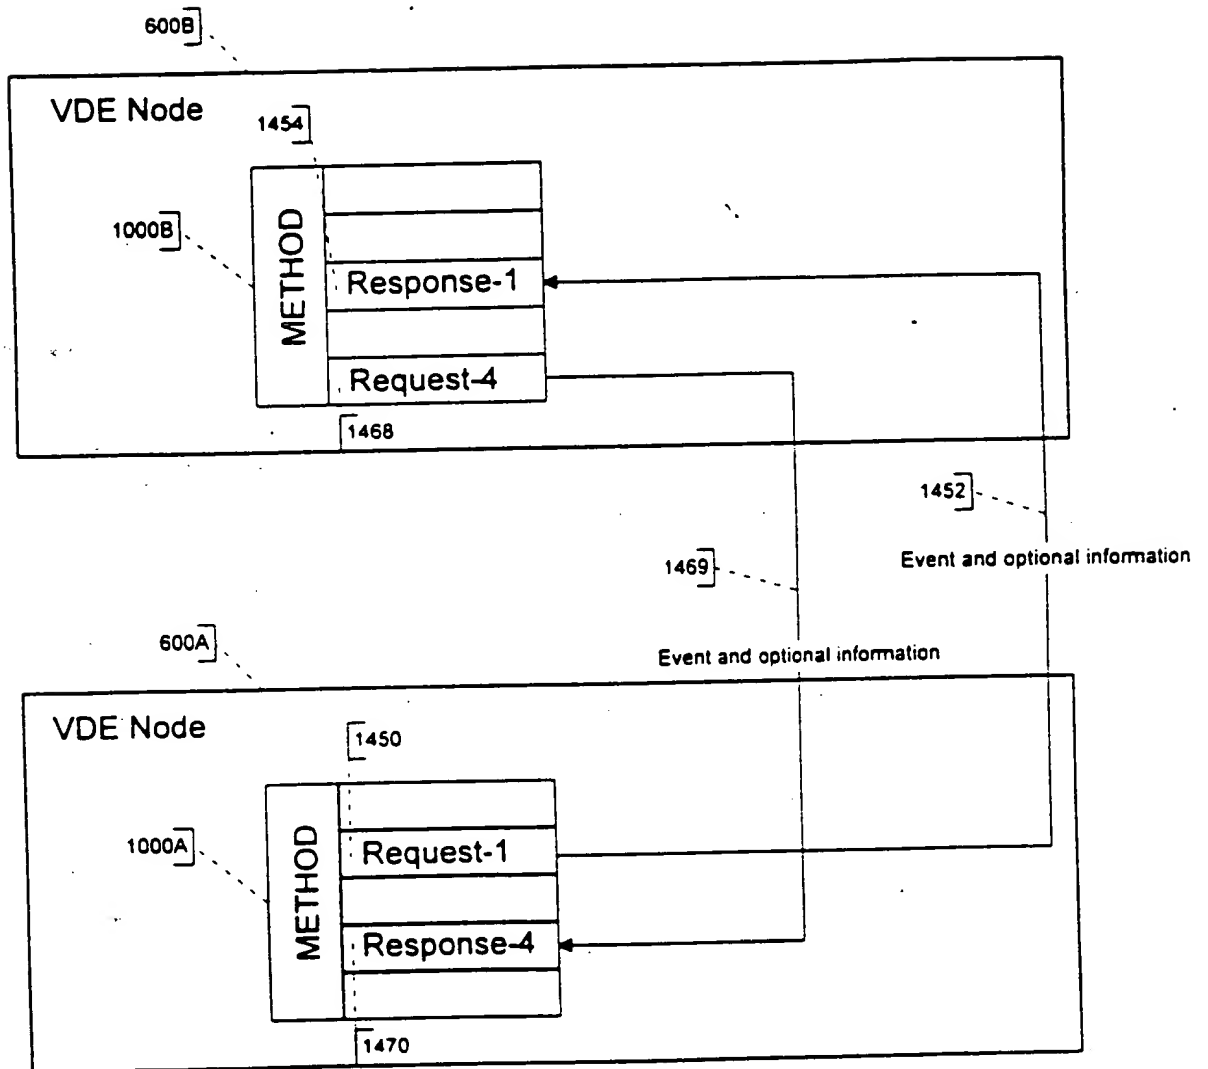 600B
VDE Node
1454
1000B
METHOD
Response-1
Request-4
1468
1452
Event and optional information
1469
600A
Event and optional information
VDE Node
1450
1000A
METHOD
Request-1
Response-4
1470